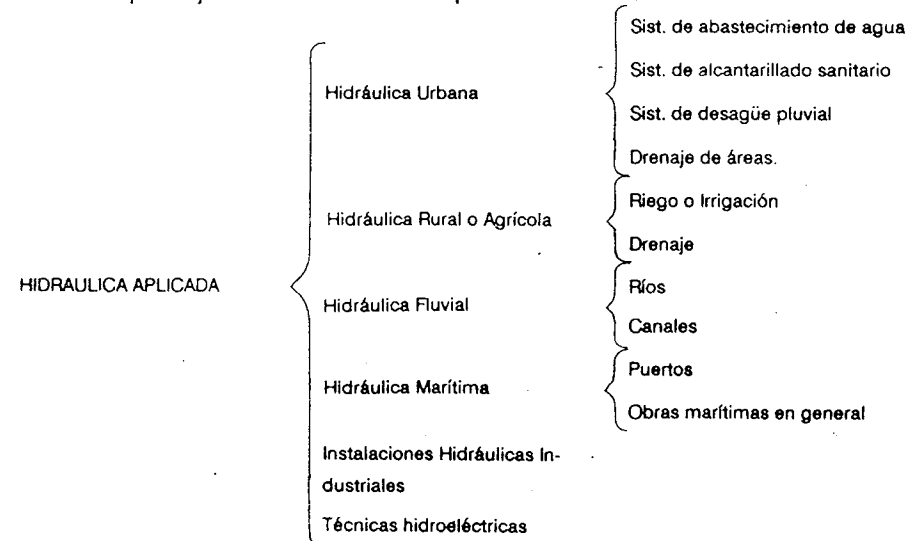 HIDRAULICA APLICADA
Hidráulica Urbana
Sist. de abastecimiento de agua
Sist. de alcantarillado sanitario
Sist. de desagüe pluvial
Drenaje de áreas.
Hidráulica Rural o Agrícola
Riego o Irrigación
Drenaje
Hidráulica Fluvial
Ríos
Canales
Hidráulica Marítima
Puertos
Obras marítimas en general
Instalaciones Hidráulicas In-
dustriales
Técnicas hidroeléctricas